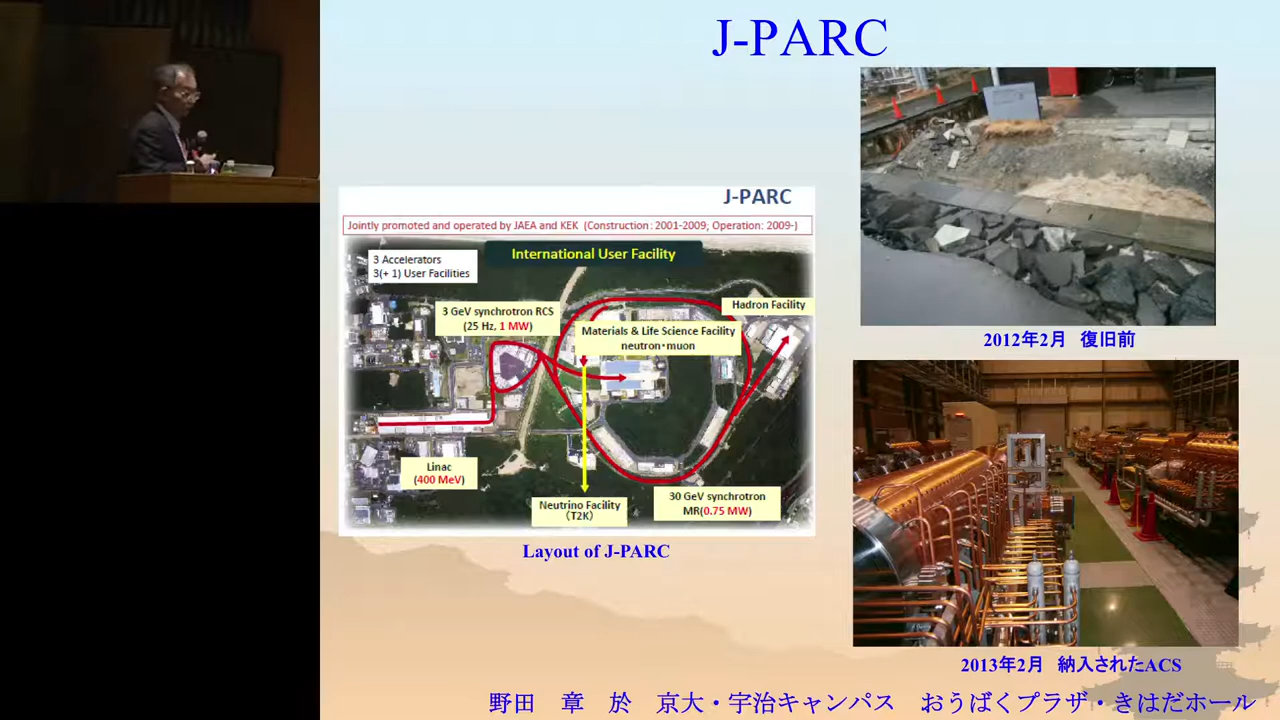 J-PARC
J-PARC
Jointly promoted and operated by JAEA and KEK (Construction: 2001-2009; Operation: 2009-)
International User Facility
3 Accelerators
3(+ 1) User Facilities
3 GeV synchrotron RCS
(25 Hz, 1 MW)
Hadron Facility
Materials & Life Science Facility
neutron・muon
Linac
(400 MeV)
Neutrino Facility
(T2K)
30 GeV synchrotron
MR(0.75 MW)
Layout of J-PARC
2012年2月 復旧前
2013年2月 納入されたACS
野田 章 於 京大・宇治キャンパス おうばくプラザ・きはだホール